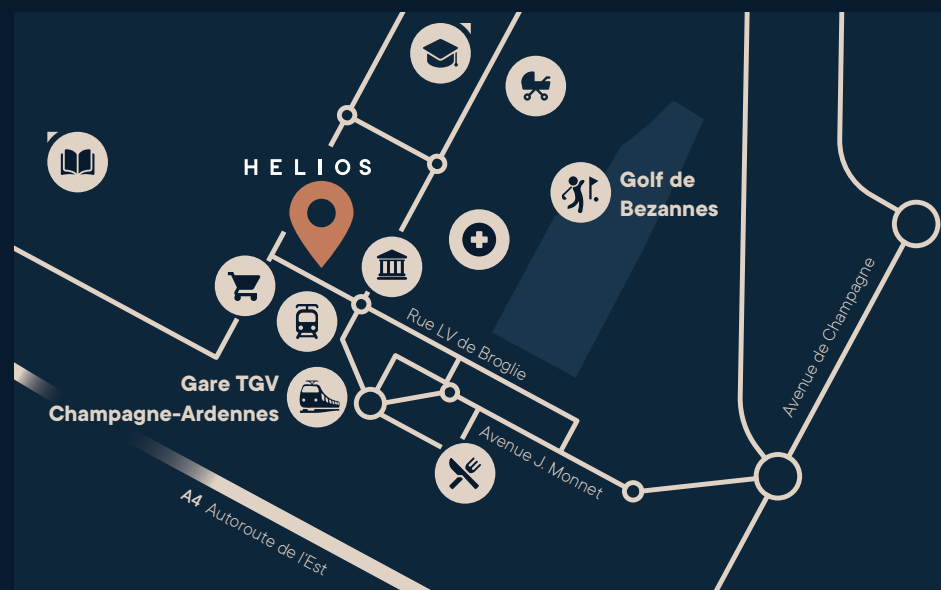 HELIOS
Golf de
Bezannes
Rue LV de Broglie
Avenue de Champagne
Gare TGV
Champagne-Ardennes
Avenue J. Monnet
A4 Autoroute de l'Est